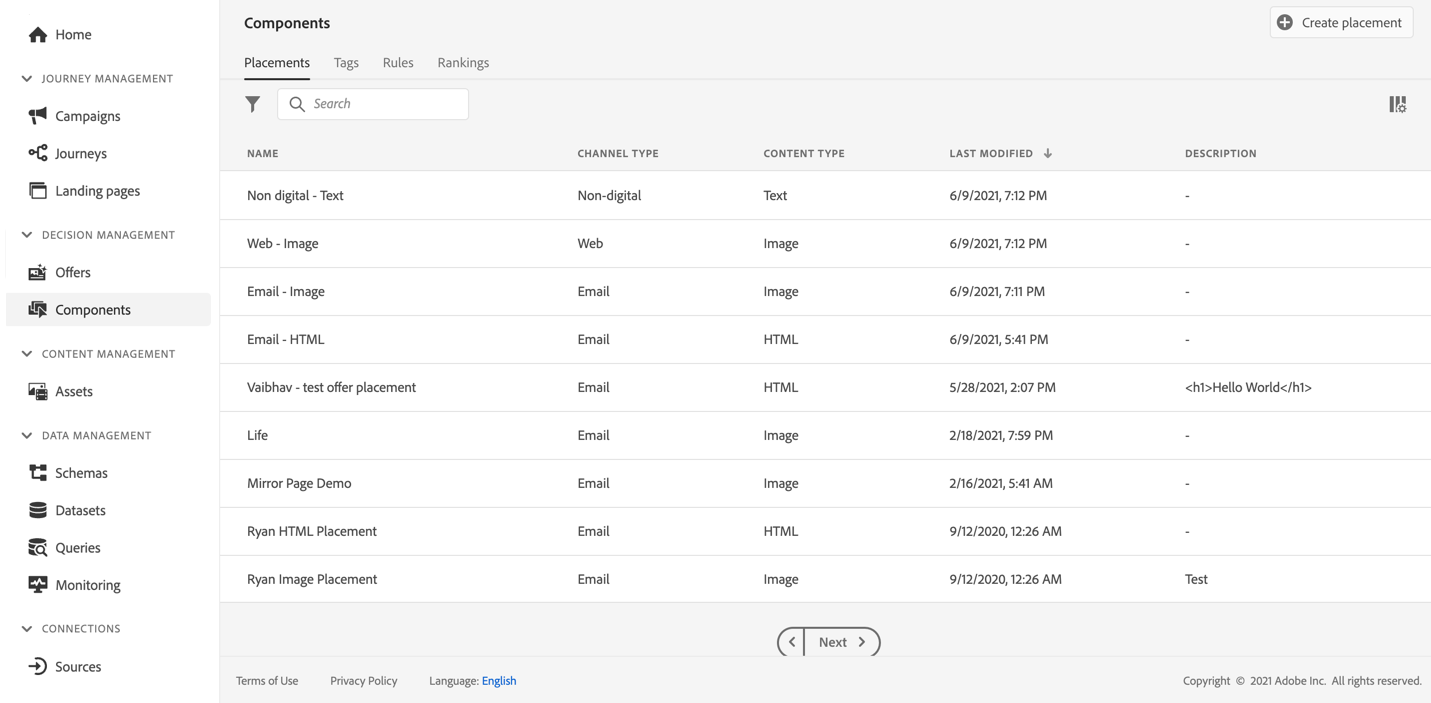 Home
JOURNEY MANAGEMENT
Campaigns
Journeys
Landing pages
DECISION MANAGEMENT
Offers
Components
CONTENT MANAGEMENT
Assets
DATA MANAGEMENT
Schemas
Datasets
Queries
Monitoring
CONNECTIONS
Sources
Components
Create placement
Placements Tags Rules Rankings
Search
NAME CHANNEL TYPE CONTENT TYPE LAST MODIFIED DESCRIPTION
Non digital - Text Non-digital Text 6/9/2021, 7:12 PM -
Web - Image Web Image 6/9/2021, 7:12 PM -
Email - Image Email Image 6/9/2021, 7:11 PM -
Email - HTML Email HTML 6/9/2021, 5:41 PM -
Vaibhav - test offer placement Email HTML 5/28/2021, 2:07 PM <h1>Hello World</h1>
Life Email Image 2/18/2021, 7:59 PM -
Mirror Page Demo Email Image 2/16/2021, 5:41 AM -
Ryan HTML Placement Email HTML 9/12/2020, 12:26 AM -
Ryan Image Placement Email Image 9/12/2020, 12:26 AM Test
Next
Terms of Use Privacy Policy Language: English Copyright © 2021 Adobe Inc. All rights reserved.